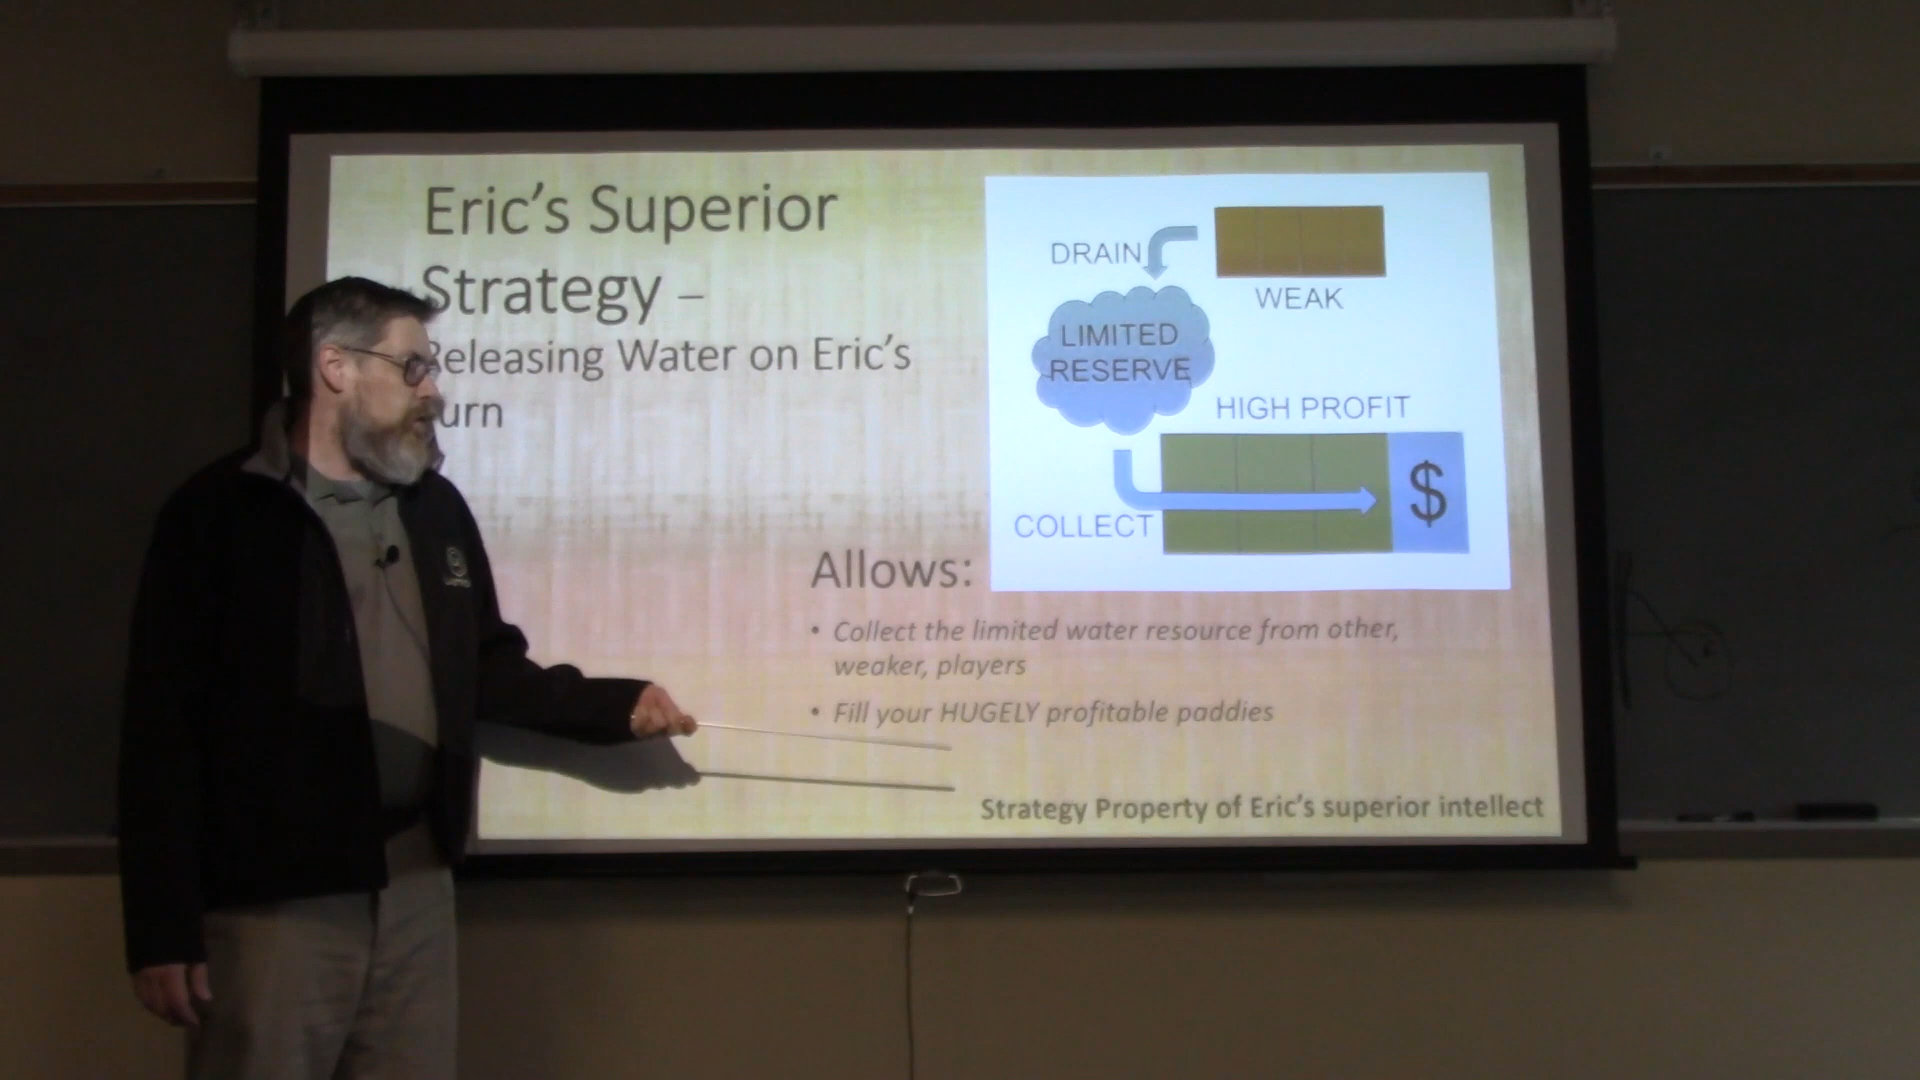 Eric's Superior
Strategy –
Releasing Water on Eric's
urn
DRAIN
WEAK
LIMITED
RESERVE
HIGH PROFIT
COLLECT
$
Allows:
• Collect the limited water resource from other,
weaker, players
• Fill your HUGELY profitable paddies
Strategy Property of Eric's superior intellect